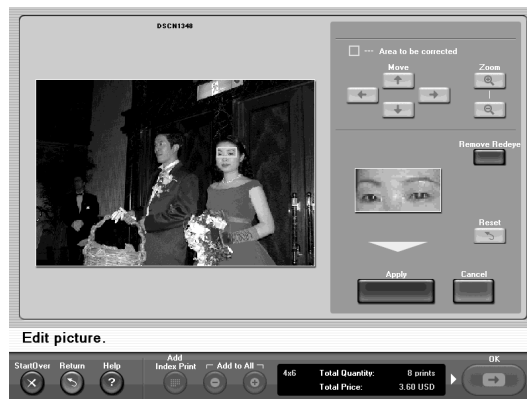 DSCN1348
--- Area to be corrected
Move
Zoom
Remove Redeye
Reset
Apply
Cancel
Edit picture.
StartOver
Return
Help
Add
Index Print
Add to All
4x6
Total Quantity:
8 prints
Total Price:
3.60 USD
OK